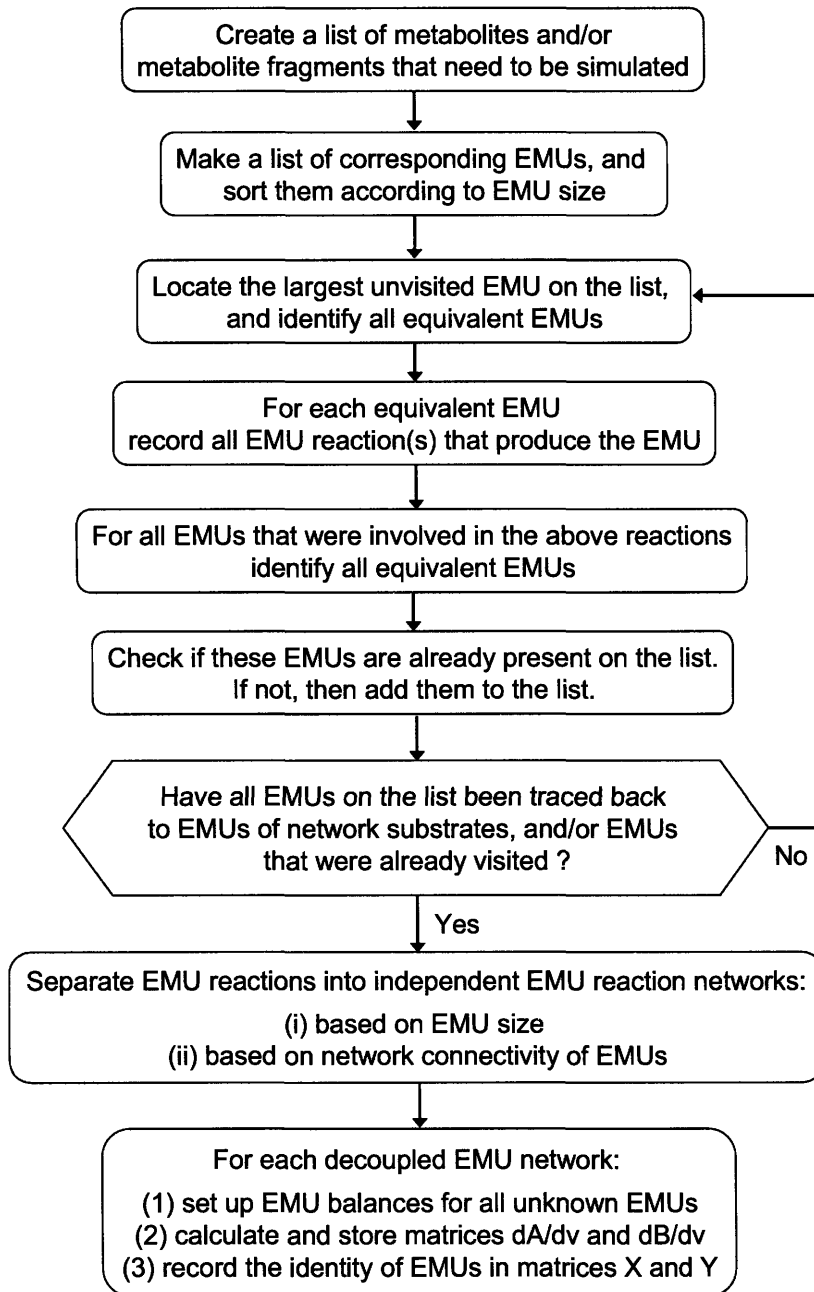 Create a list of metabolites and/or
metabolite fragments that need to be simulated
Make a list of corresponding EMUs, and
sort them according to EMU size
Locate the largest unvisited EMU on the list,
and identify all equivalent EMUs
For each equivalent EMU
record all EMU reaction(s) that produce the EMU
For all EMUs that were involved in the above reactions
identify all equivalent EMUs
Check if these EMUs are already present on the list.
If not, then add them to the list.
Have all EMUs on the list been traced back
to EMUs of network substrates, and/or EMUs
that were already visited ?
No
Yes
Separate EMU reactions into independent EMU reaction networks:
(i) based on EMU size
(ii) based on network connectivity of EMUs
For each decoupled EMU network:
(1) set up EMU balances for all unknown EMUs
(2) calculate and store matrices dA/dv and dB/dv
(3) record the identity of EMUs in matrices X and Y